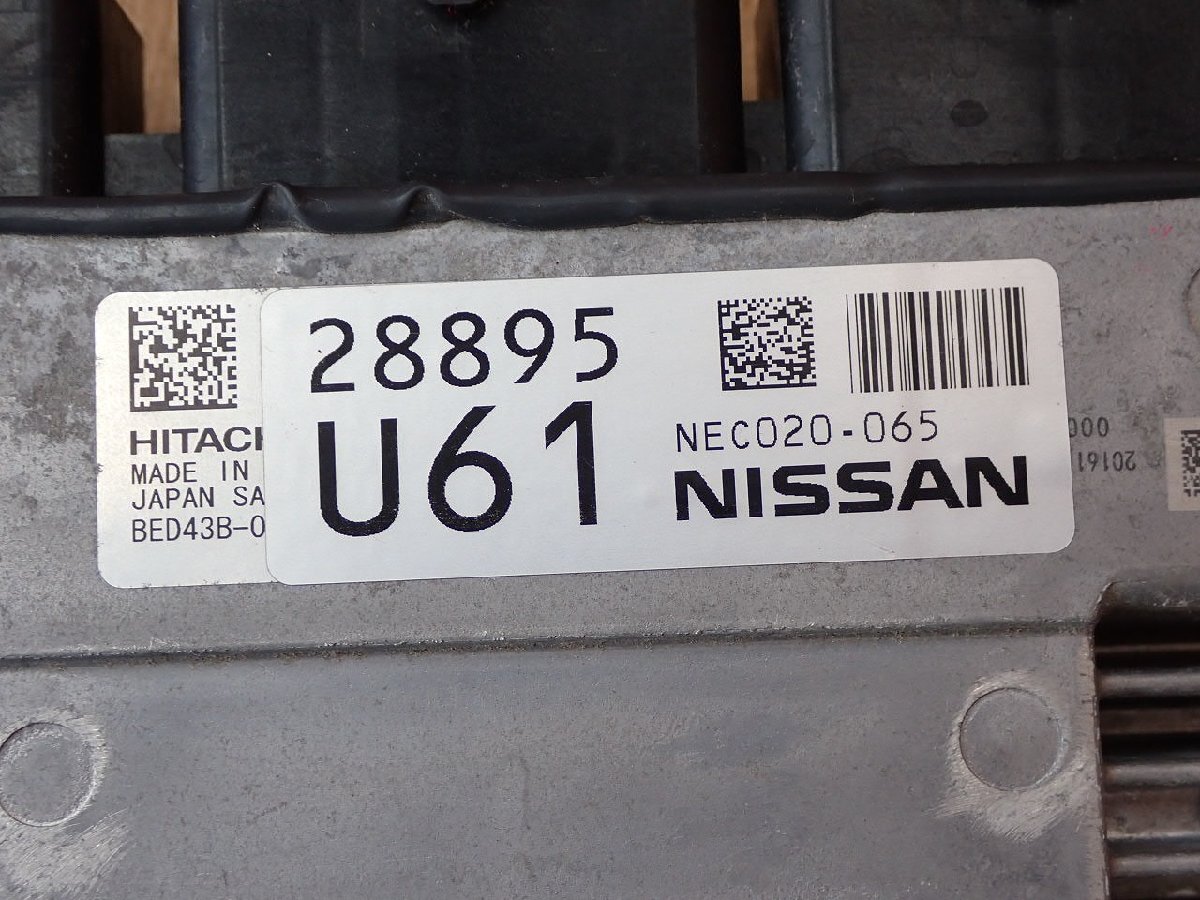 HITACH
MADE IN
JAPAN SA
BED43B-0
28895
U61
NEC020-065
NISSAN
000
20161